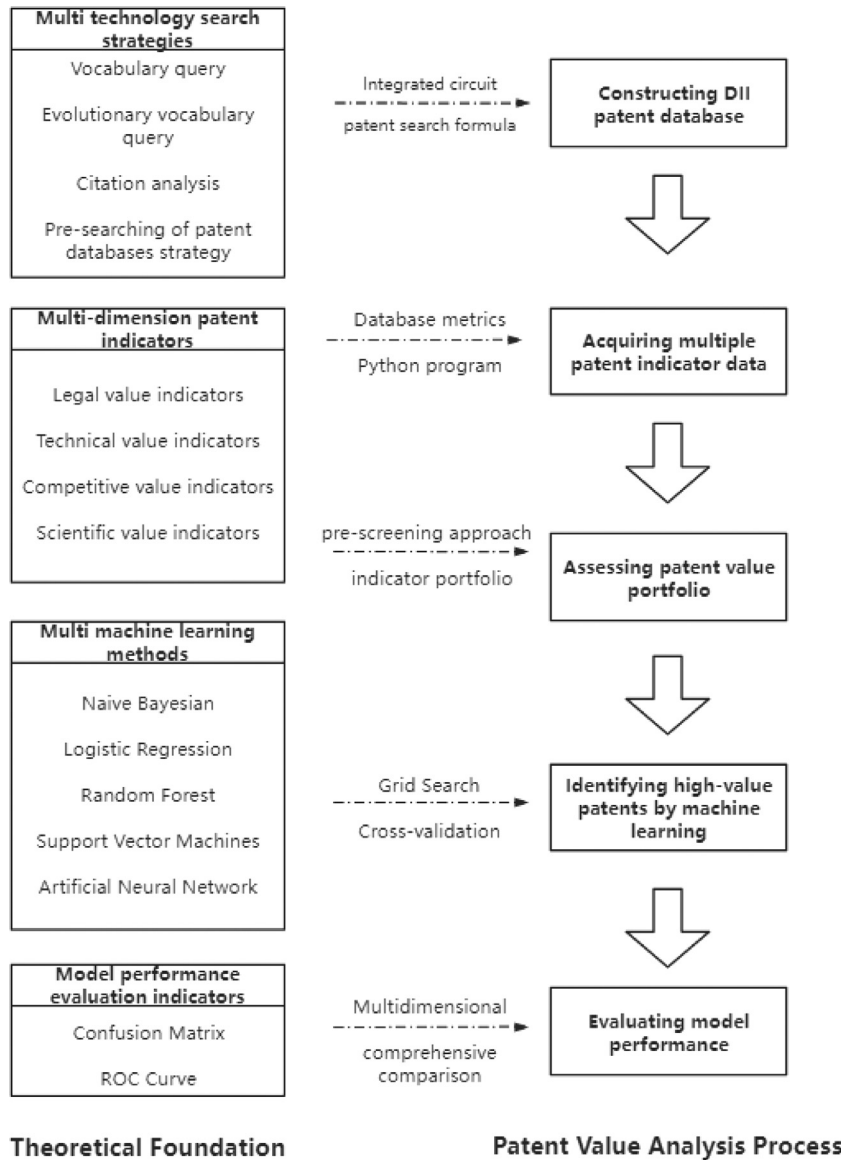 Multi technology search
strategies
Vocabulary query
Evolutionary vocabulary
query
Citation analysis
Pre-searching of patent
databases strategy
Integrated circuit
patent search formula
Constructing DII
patent database
Multi-dimension patent
indicators
Legal value indicators
Technical value indicators
Competitive value indicators
Scientific value indicators
Database metrics
Python program
Acquiring multiple
patent indicator data
pre-screening approach
indicator portfolio
Assessing patent value
portfolio
Multi machine learning
methods
Naive Bayesian
Logistic Regression
Random Forest
Support Vector Machines
Artificial Neural Network
Grid Search
Cross-validation
Identifying high-value
patents by machine
learning
Model performance
evaluation indicators
Confusion Matrix
ROC Curve
Multidimensional
comprehensive
comparison
Evaluating model
performance
Theoretical Foundation
Patent Value Analysis Process